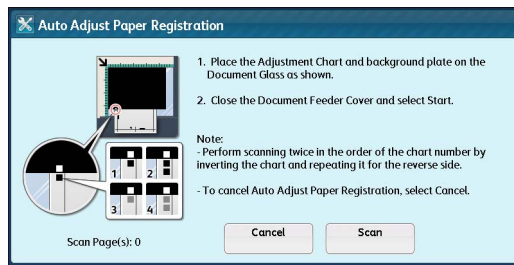 Auto Adjust Paper Registration
1. Place the Adjustment Chart and background plate on the
Document Glass as shown.
2. Close the Document Feeder Cover and select Start.
Note:
- Perform scanning twice in the order of the chart number by
inverting the chart and repeating it for the reverse side.
- To cancel Auto Adjust Paper Registration, select Cancel.
1 2
3 4
Scan Page(s): 0
Cancel
Scan